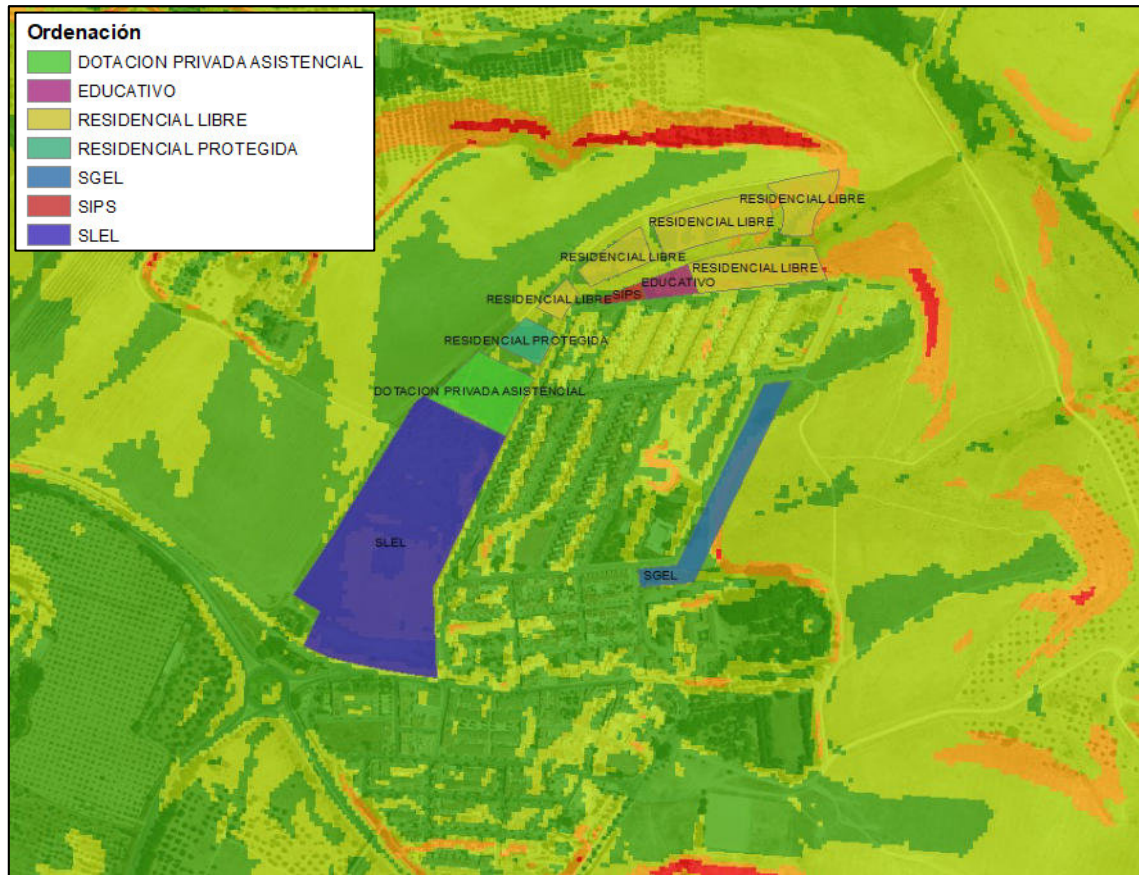 Ordenación
DOTACION PRIVADA ASISTENCIAL
EDUCATIVO
RESIDENCIAL LIBRE
RESIDENCIAL PROTEGIDA
SGEL
SIPS
SLEL
RESIDENCIAL LIBRE
RESIDENCIAL LIBRE
RESIDENCIAL LIBRE
RESIDENCIAL LIBRE
EDUCATIVO
RESIDENCIAL LIBRE
SIPS
RESIDENCIAL PROTEGIDA
DOTACION PRIVADA ASISTENCIAL
SLEL
SGEL